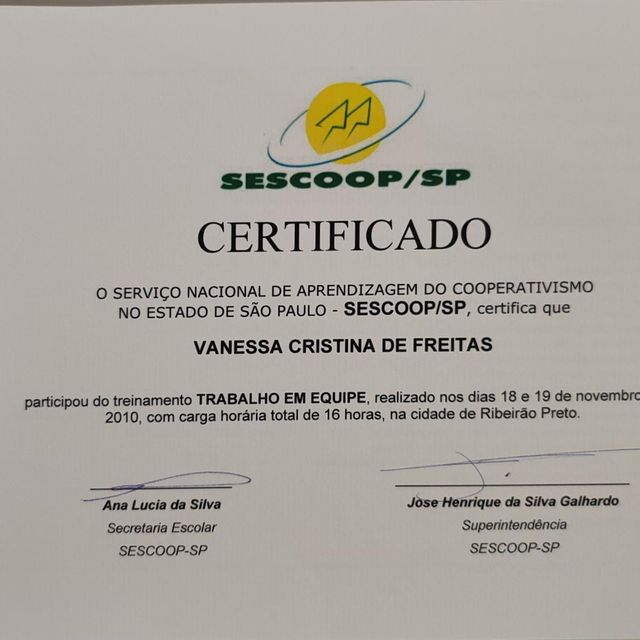 SESCOOP/SP
CERTIFICADO
O SERVIÇO NACIONAL DE APRENDIZAGEM DO COOPERATIVISMO
NO ESTADO DE SÃO PAULO - SESCOOP/SP, certifica que
VANESSA CRISTINA DE FREITAS
participou do treinamento TRABALHO EM EQUIPE, realizado nos dias 18 e 19 de novembro
2010, com carga horária total de 16 horas, na cidade de Ribeirão Preto.
Ana Lucia da Silva
Secretaria Escolar
SESCOOP-SP
Jose Henrique da Silva Galhardo
Superintendência
SESCOOP-SP